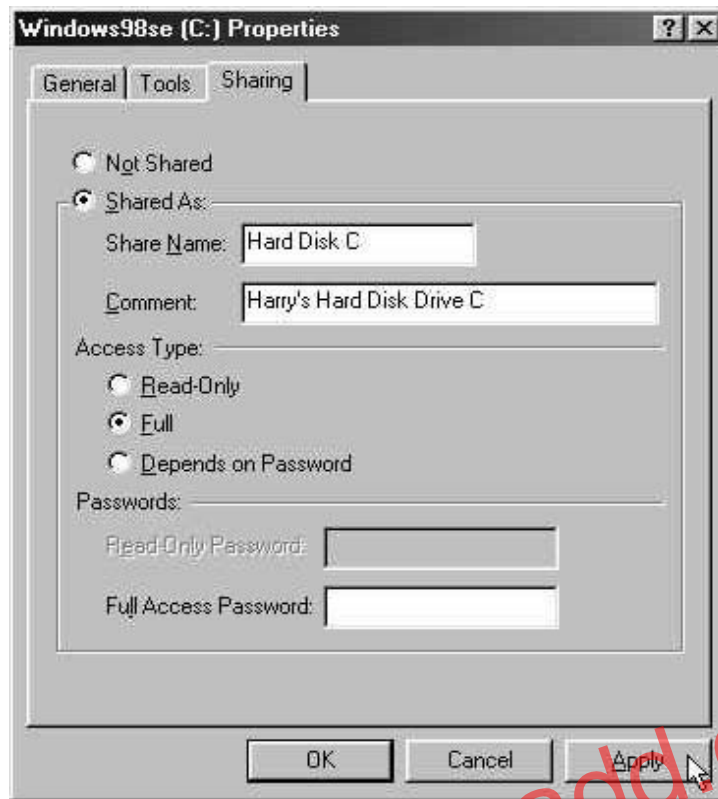 Windows98se (C:) Properties
General Tools Sharing
Not Shared
Shared As:
Share Name: Hard Disk C
Comment: Harry's Hard Disk Drive C
Access Type:
Read-Only
Full
Depends on Password
Passwords:
Read-Only Password:
Full Access Password:
OK Cancel Apply